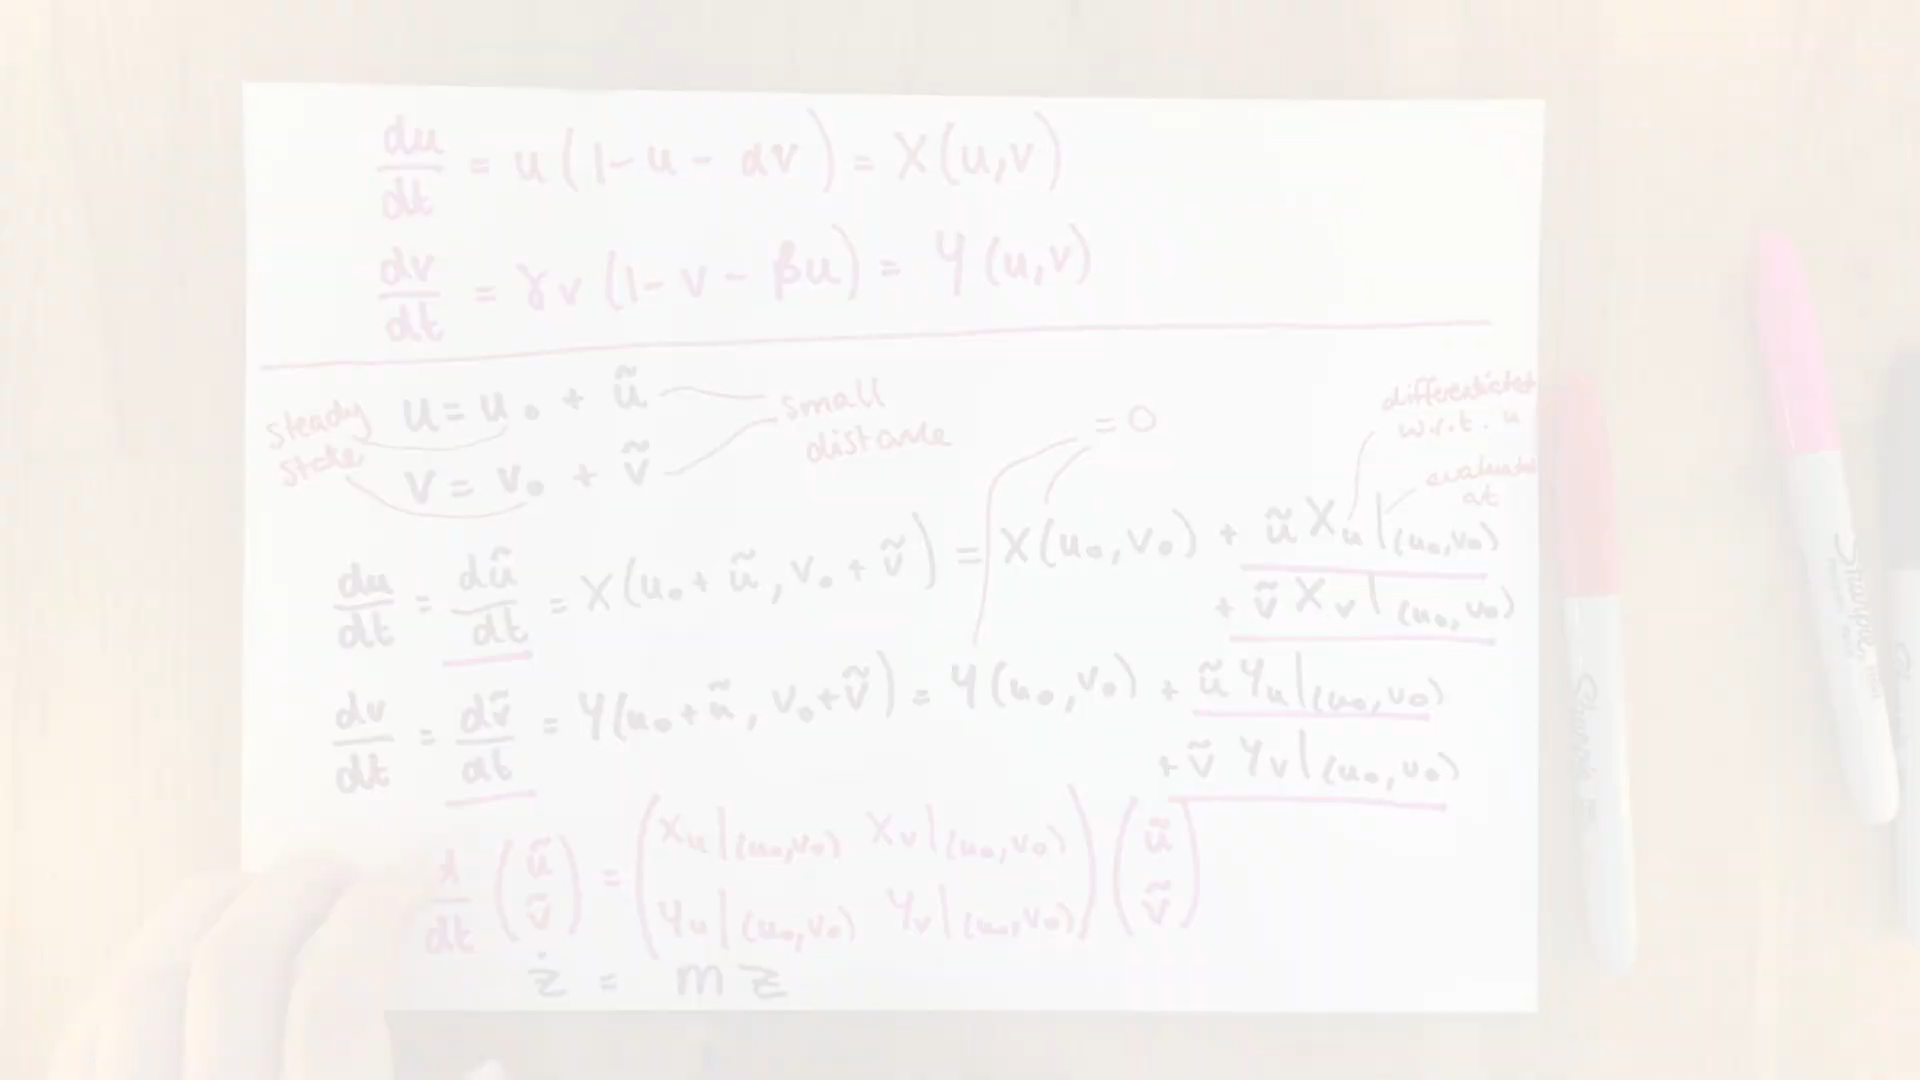 du/dt = u(1-u-αv) = X(u,v)
dv/dt = γv(1-v-βu) = Y(u,v)
steady state
u = u₀ + ũ
v = v₀ + ṽ
small distance
= 0
differentiated w.r.t. u
evaluated at
du/dt = dũ/dt = X(u₀+ũ, v₀+ṽ) = X(u₀,v₀) + ũ Xᵤ|(u₀,v₀)
+ ṽ Xᵥ|(u₀,v₀)
dv/dt = dṽ/dt = Y(u₀+ũ, v₀+ṽ) = Y(u₀,v₀) + ũ Yᵤ|(u₀,v₀)
+ ṽ Yᵥ|(u₀,v₀)
d/dt (ũ ṽ) = (Xᵤ|(u₀,v₀) Xᵥ|(u₀,v₀) Yᵤ|(u₀,v₀) Yᵥ|(u₀,v₀)) (ũ ṽ)
ż = m z
Sharpie